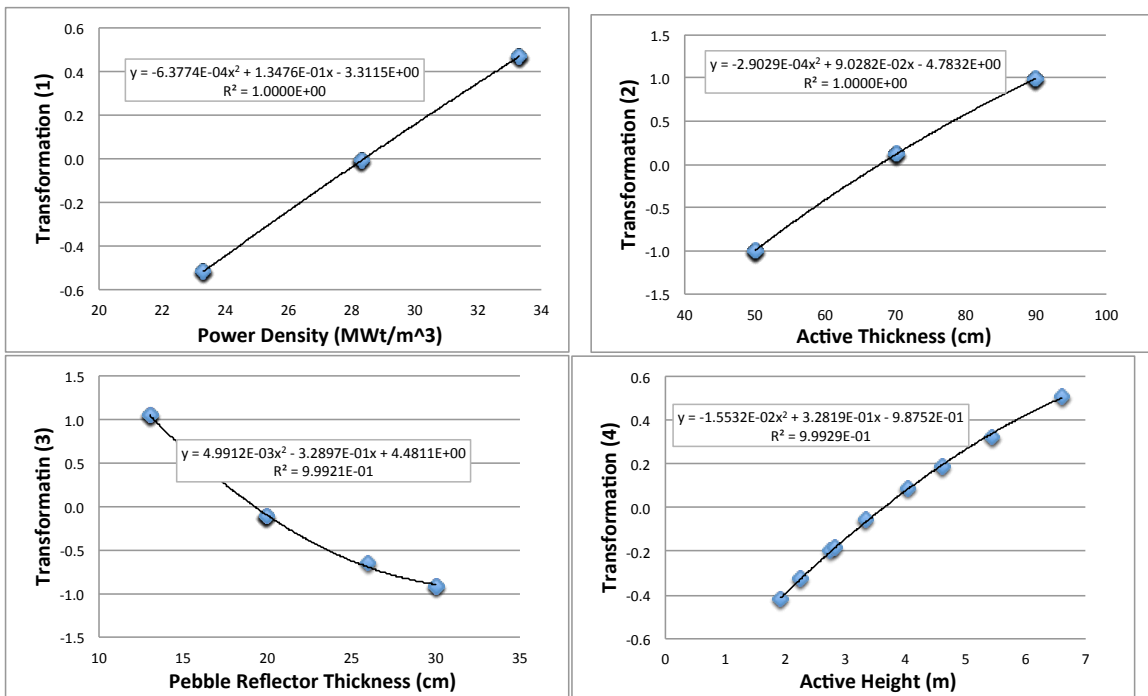 0.6
0.4
0.2
0.0
-0.2
-0.4
-0.6
20 22 24 26 28 30 32 34
Transformation (1)
Power Density (MWt/m^3)
y = -6.3774E-04x² + 1.3476E-01x - 3.3115E+00
R² = 1.0000E+00
1.5
1.0
0.5
0.0
-0.5
-1.0
-1.5
40 50 60 70 80 90 100
Transformation (2)
Active Thickness (cm)
y = -2.9029E-04x² + 9.0282E-02x - 4.7832E+00
R² = 1.0000E+00
1.5
1.0
0.5
0.0
-0.5
-1.0
-1.5
10 15 20 25 30 35
Transformatin (3)
Pebble Reflector Thickness (cm)
y = 4.9912E-03x² - 3.2897E-01x + 4.4811E+00
R² = 9.9921E-01
0.6
0.4
0.2
0.0
-0.2
-0.4
-0.6
0 1 2 3 4 5 6 7
Transformation (4)
Active Height (m)
y = -1.5532E-02x² + 3.2819E-01x - 9.8752E-01
R² = 9.9929E-01